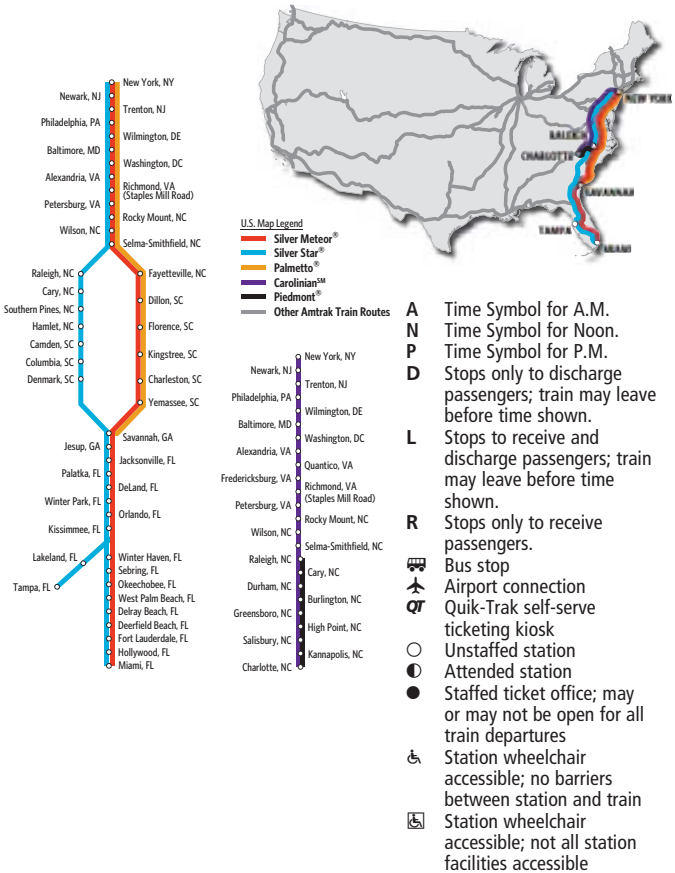 New York, NY
Newark, NJ
Trenton, NJ
Philadelphia, PA
Wilmington, DE
Baltimore, MD
Washington, DC
Alexandria, VA
Richmond, VA
(Staples Mill Road)
Petersburg, VA
Rocky Mount, NC
Wilson, NC
Selma-Smithfield, NC
Raleigh, NC
Fayetteville, NC
Cary, NC
Dillon, SC
Southern Pines, NC
Hamlet, NC
Florence, SC
Camden, SC
Kingstree, SC
Columbia, SC
Denmark, SC
Charleston, SC
Yemassee, SC
Savannah, GA
Jesup, GA
Jacksonville, FL
Palatka, FL
DeLand, FL
Winter Park, FL
Orlando, FL
Kissimmee, FL
Lakeland, FL
Winter Haven, FL
Sebring, FL
Tampa, FL
Okeechobee, FL
West Palm Beach, FL
Delray Beach, FL
Deerfield Beach, FL
Fort Lauderdale, FL
Hollywood, FL
Miami, FL
NEW YORK
RALEIGH
CHARLOTTE
SAVANNAH
TAMPA
MIAMI
U.S. Map Legend
Silver Meteor®
Silver Star®
Palmetto®
Carolinian℠
Piedmont®
Other Amtrak Train Routes
New York, NY
Newark, NJ
Trenton, NJ
Philadelphia, PA
Wilmington, DE
Baltimore, MD
Washington, DC
Alexandria, VA
Quantico, VA
Fredericksburg, VA
Richmond, VA
(Staples Mill Road)
Petersburg, VA
Rocky Mount, NC
Wilson, NC
Selma-Smithfield, NC
Raleigh, NC
Cary, NC
Durham, NC
Burlington, NC
Greensboro, NC
High Point, NC
Salisbury, NC
Kannapolis, NC
Charlotte, NC
A Time Symbol for A.M.
N Time Symbol for Noon.
P Time Symbol for P.M.
D Stops only to discharge
passengers; train may leave
before time shown.
L Stops to receive and
discharge passengers; train
may leave before time
shown.
R Stops only to receive
passengers.
Bus stop
Airport connection
QT Quik-Trak self-serve
ticketing kiosk
Unstaffed station
Attended station
Staffed ticket office; may
or may not be open for all
train departures
Station wheelchair
accessible; no barriers
between station and train
Station wheelchair
accessible; not all station
facilities accessible